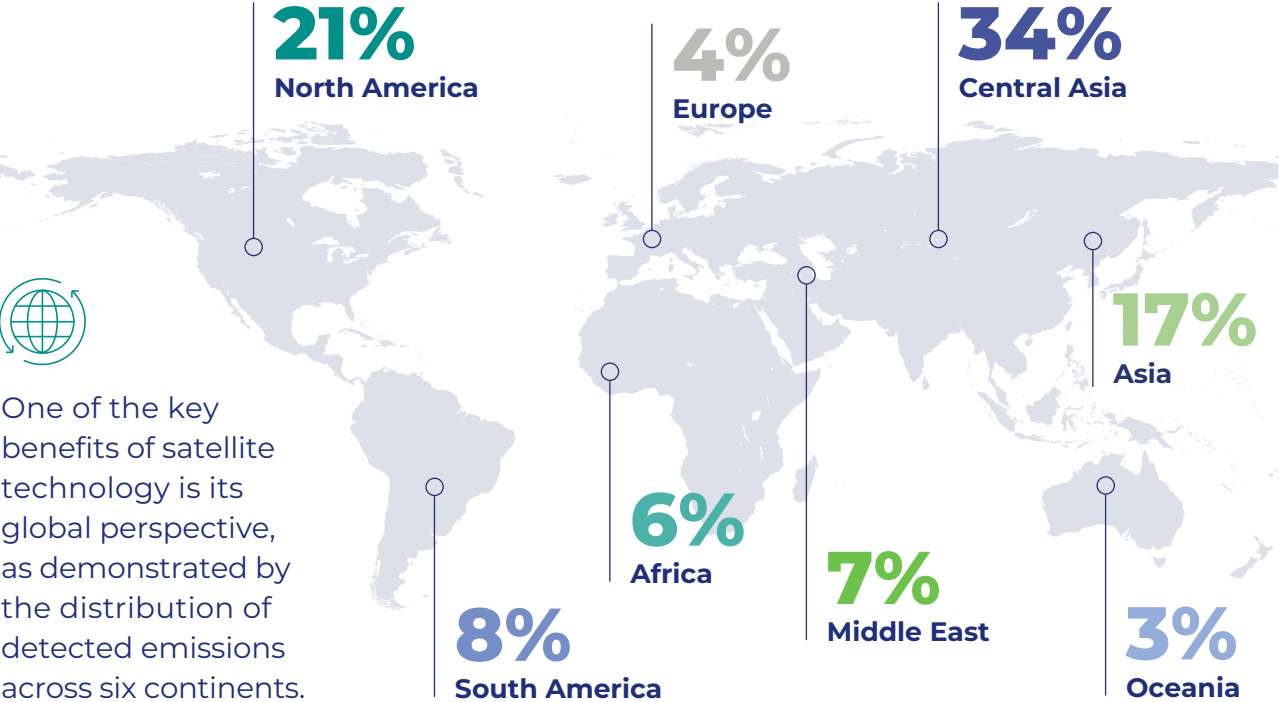 21%
North America
4%
Europe
34%
Central Asia
17%
Asia
One of the key
benefits of satellite
technology is its
global perspective,
as demonstrated by
the distribution of
detected emissions
across six continents.
6%
Africa
7%
Middle East
8%
South America
3%
Oceania